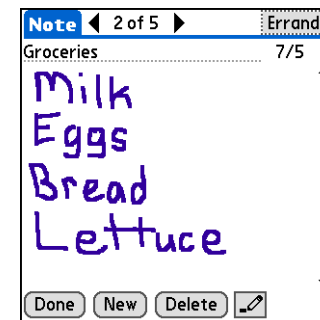 Note 2 of 5 Errand
Groceries 7/5
Milk
Eggs
Bread
Lettuce
Done New Delete